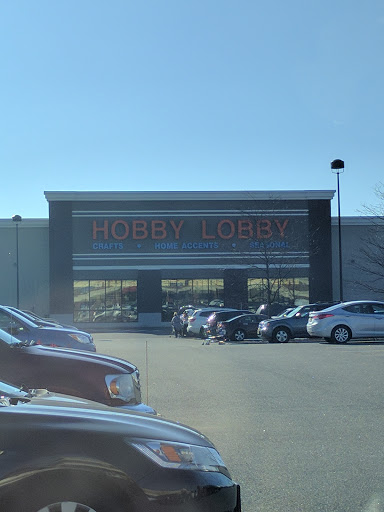 HOBBY LOBBY
CRAFTS • HOME ACCENTS • SEASONAL